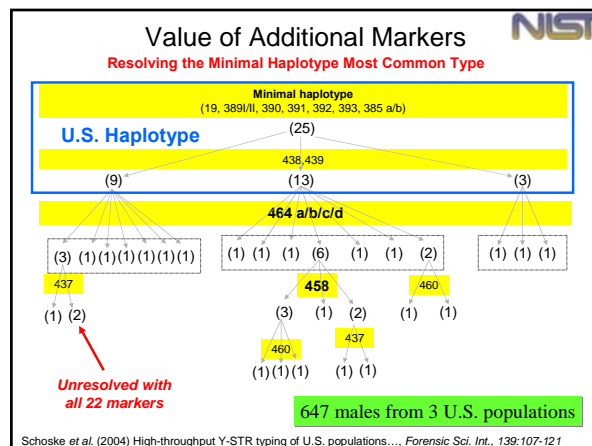 Value of Additional Markers
NIST
Resolving the Minimal Haplotype Most Common Type
Minimal haplotype
(19, 389I/II, 390, 391, 392, 393, 385 a/b)
U.S. Haplotype
(25)
438,439
(9) (13) (3)
464 a/b/c/d
(3) (1) (1) (1) (1) (1) (1) (1) (1) (1) (6) (1) (1) (2) (1) (1) (1)
437 458 460
(1) (2) (3) (1) (2) (1) (1)
460 437
(1) (1) (1) (1) (1)
Unresolved with
all 22 markers
647 males from 3 U.S. populations
Schoske et al. (2004) High-throughput Y-STR typing of U.S. populations…, Forensic Sci. Int., 139:107-121